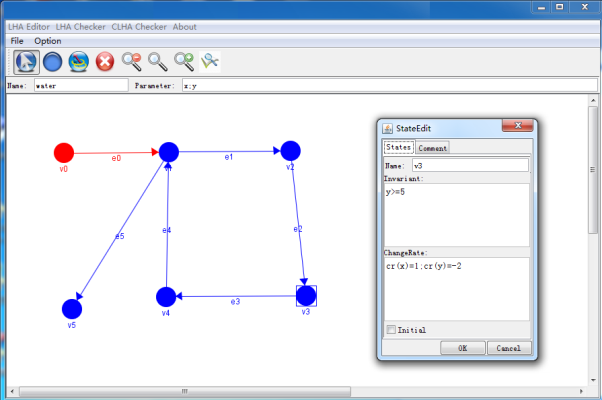 LHA Editor LHA Checker CLHA Checker About
File Option
Name: water Parameter: x;y
StateEdit
States Comment
Name: v3
Invariant:
y>=5
ChangeRate:
cr(x)=1;cr(y)=-2
Initial
OK Cancel
v0
e0
v1
e1
v2
e5
e4
e2
v5
v4
e3
v3